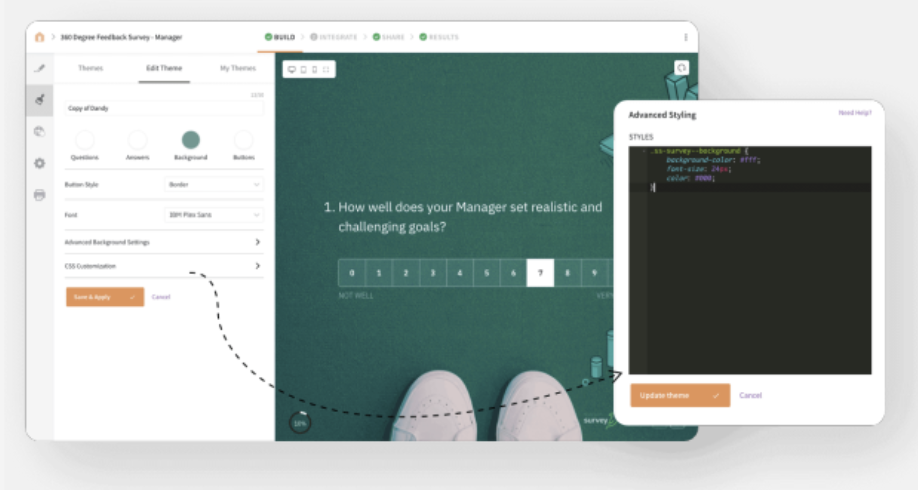 360 Degree Feedback Survey - Manager
BUILD > INTEGRATE > SHARE > RESULTS
Themes Edit Theme My Themes
Copy of Dandy
Questions Answers Background Buttons
Button Style Border
Font IBM Plex Sans
Advanced Background Settings
CSS Customization
Save & Apply Cancel
1. How well does your Manager set realistic and
challenging goals?
0 1 2 3 4 5 6 7 8 9
NOT WELL VERY
10%
survey
Advanced Styling Need Help?
STYLES
.ss-survey--background {
background-color: #fff;
font-size: 24px;
color: #000;
}
Update theme Cancel